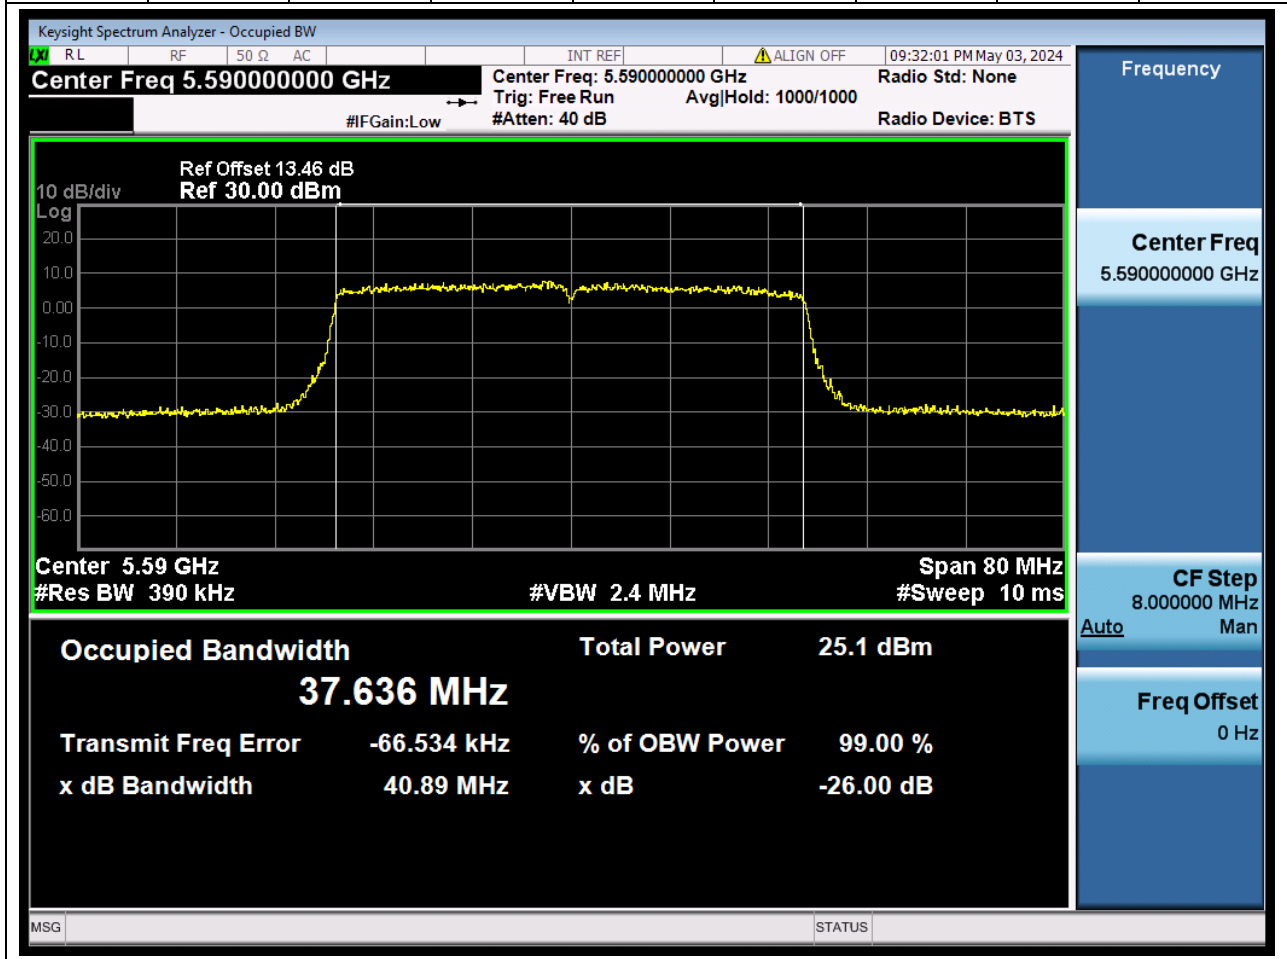 Keysight Spectrum Analyzer - Occupied BW
LXI RL RF 50 Ω AC INT REF ALIGN OFF 09:32:01 PM May 03, 2024
Center Freq 5.590000000 GHz
Center Freq: 5.590000000 GHz
Radio Std: None
Trig: Free Run Avg|Hold: 1000/1000
#IFGain:Low #Atten: 40 dB Radio Device: BTS
Ref Offset 13.46 dB
10 dB/div Ref 30.00 dBm
Log
20.0
10.0
0.00
-10.0
-20.0
-30.0
-40.0
-50.0
-60.0
Center 5.59 GHz Span 80 MHz
#Res BW 390 kHz #VBW 2.4 MHz #Sweep 10 ms
Occupied Bandwidth Total Power 25.1 dBm
37.636 MHz
Transmit Freq Error -66.534 kHz % of OBW Power 99.00 %
x dB Bandwidth 40.89 MHz x dB -26.00 dB
MSG STATUS
Frequency
Center Freq
5.590000000 GHz
CF Step
8.000000 MHz
Auto Man
Freq Offset
0 Hz